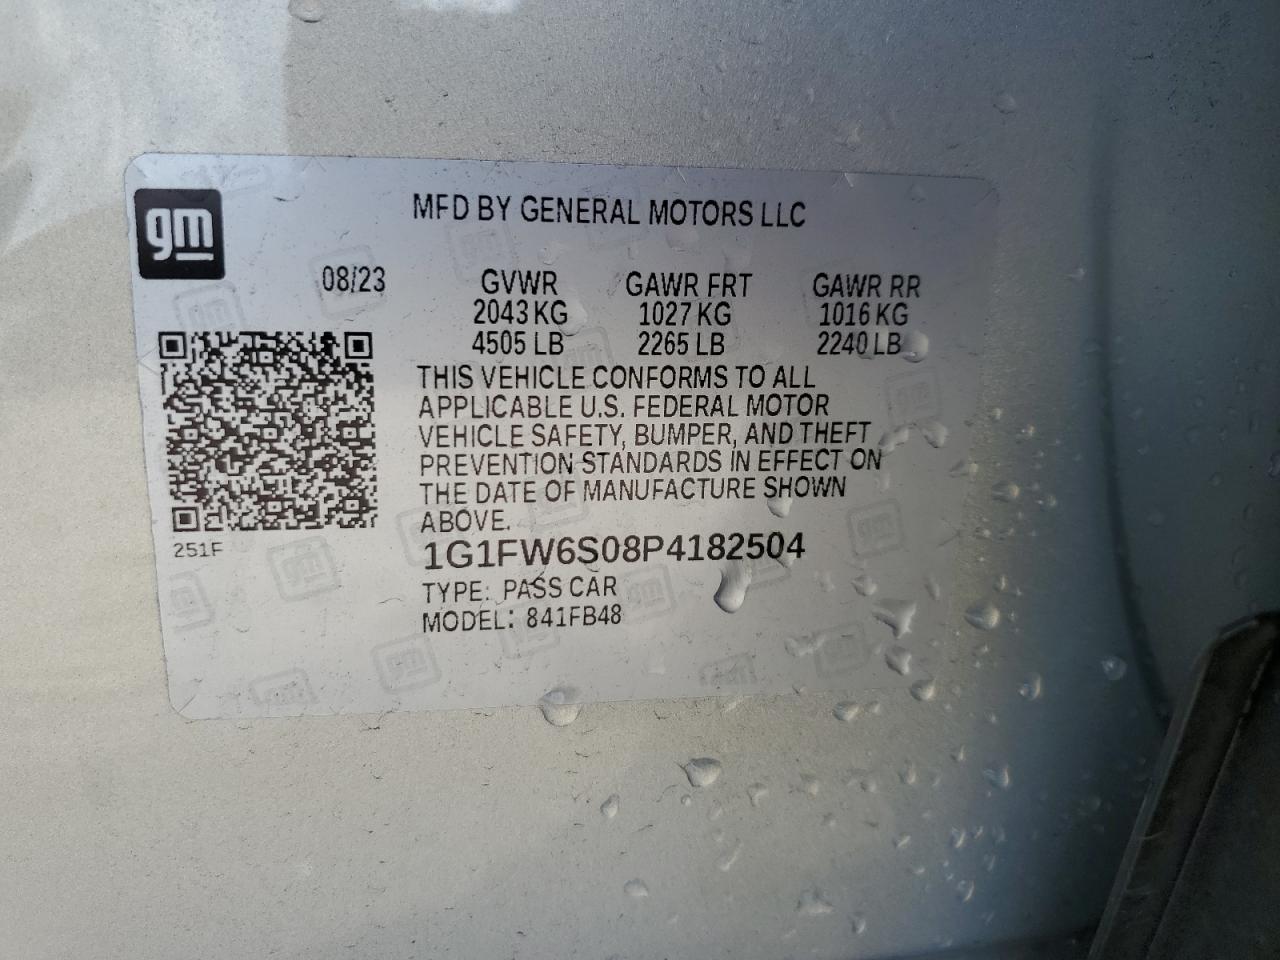 gm
MFD BY GENERAL MOTORS LLC
08/23 GVWR GAWR FRT GAWR RR
2043 KG 1027 KG 1016 KG
4505 LB 2265 LB 2240 LB
THIS VEHICLE CONFORMS TO ALL
APPLICABLE U.S. FEDERAL MOTOR
VEHICLE SAFETY, BUMPER, AND THEFT
PREVENTION STANDARDS IN EFFECT ON
THE DATE OF MANUFACTURE SHOWN
ABOVE.
251F
1G1FW6S08P4182504
TYPE: PASS CAR
MODEL: 841FB48